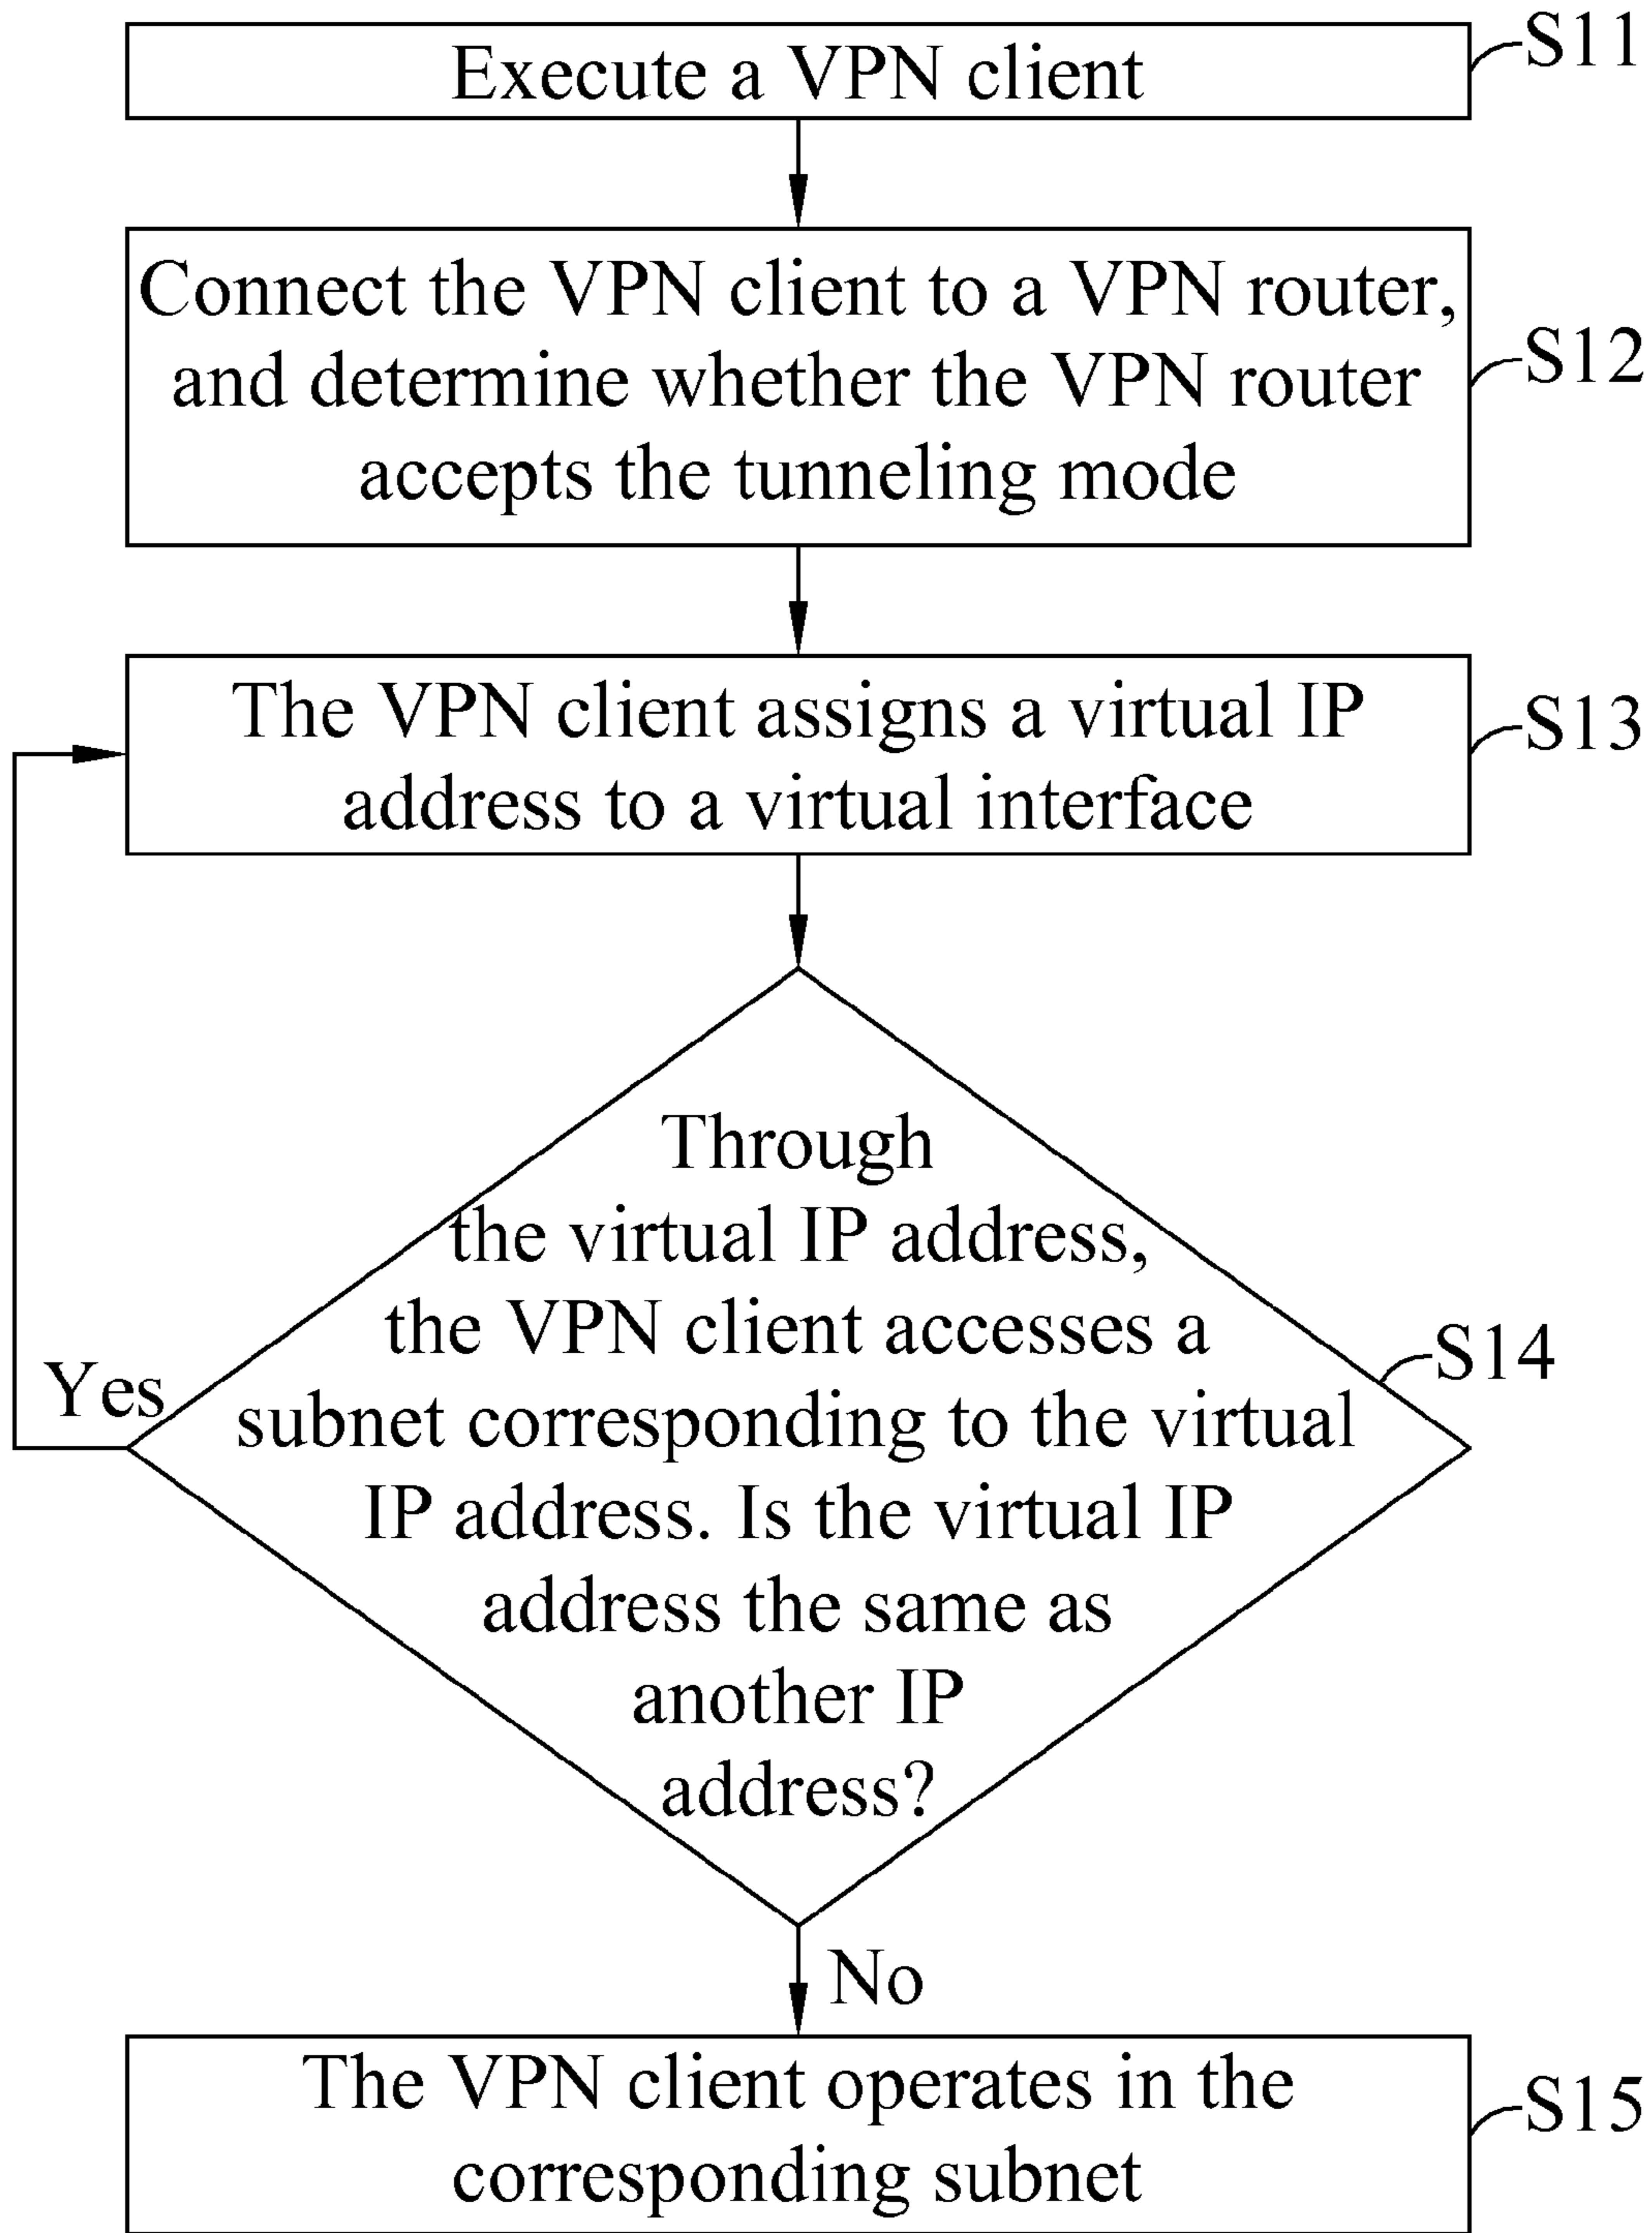 Execute a VPN client
S11
Connect the VPN client to a VPN router,
and determine whether the VPN router
accepts the tunneling mode
S12
The VPN client assigns a virtual IP
address to a virtual interface
S13
Through
the virtual IP address,
the VPN client accesses a
subnet corresponding to the virtual
IP address. Is the virtual IP
address the same as
another IP
address?
S14
Yes
No
The VPN client operates in the
corresponding subnet
S15